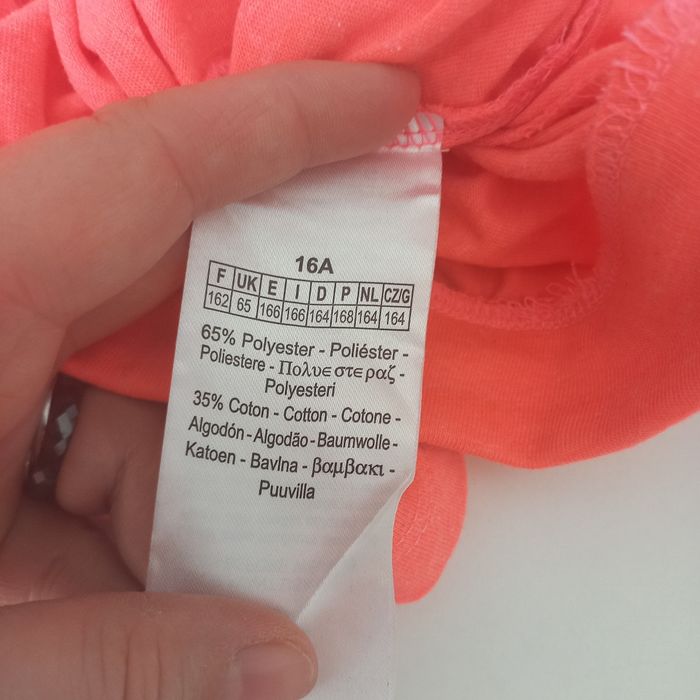 16A
F UK E I D P NL CZ/G
162 65 166 166 164 168 164 164
65% Polyester - Poliéster -
Poliestere - Πολυεστεραζ -
Polyesteri
35% Coton - Cotton - Cotone -
Algodón - Algodão - Baumwolle -
Katoen - Bavlna - βαμβακι -
Puuvilla